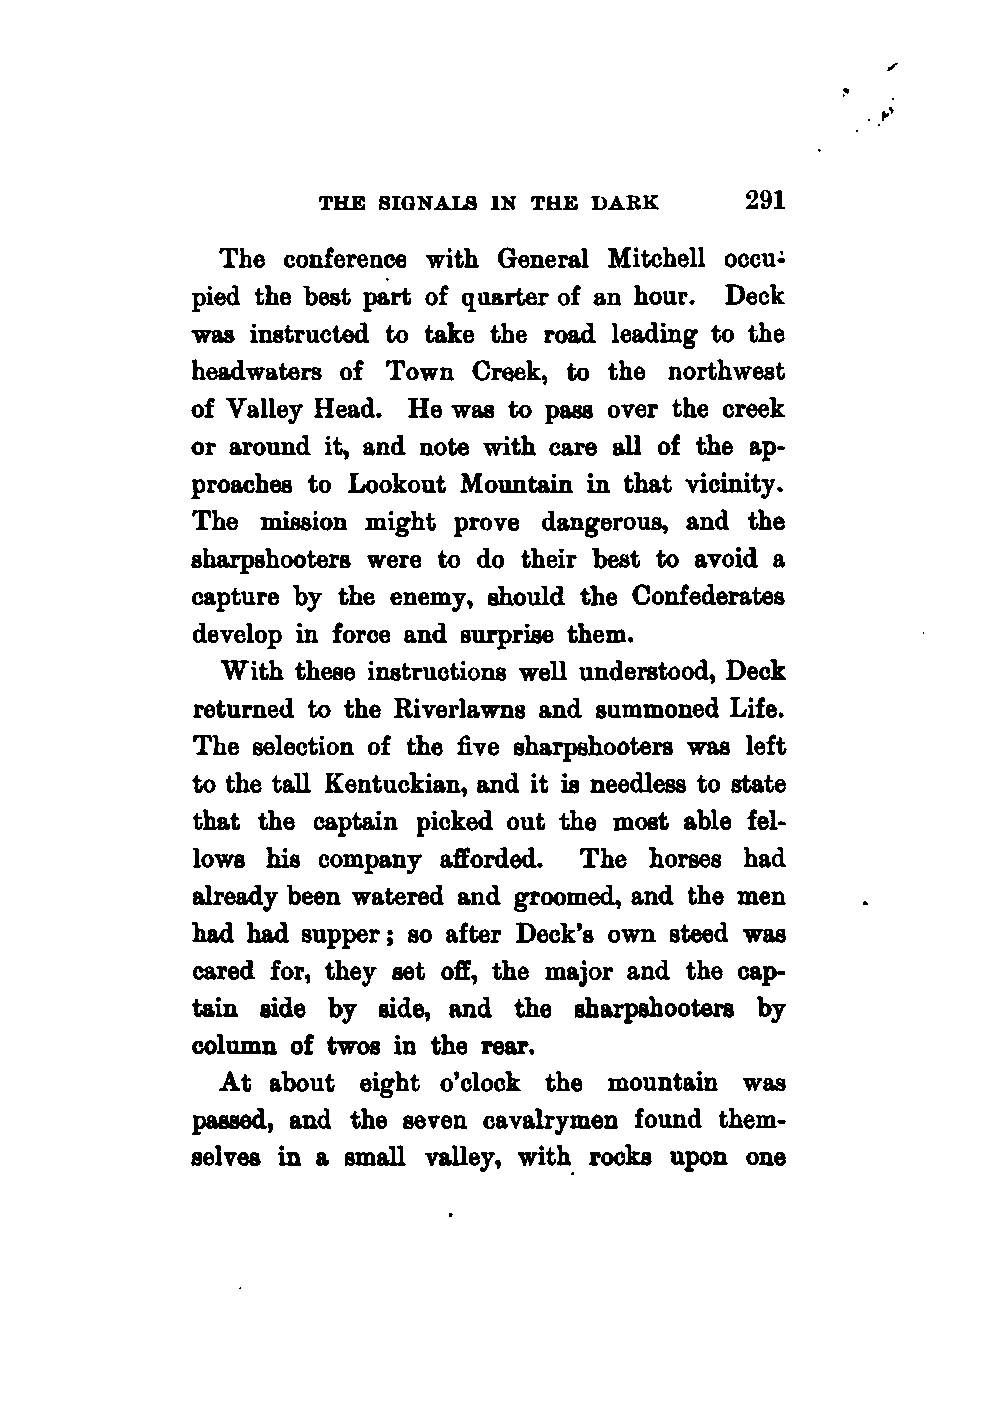 THE SIGNALS IN THE DARK 291
The conference with General Mitchell occu-
pied the best part of quarter of an hour. Deck
was instructed to take the road leading to the
headwaters of Town Creek, to the northwest
of Valley Head. He was to pass over the creek
or around it, and note with care all of the ap-
proaches to Lookout Mountain in that vicinity.
The mission might prove dangerous, and the
sharpshooters were to do their best to avoid a
capture by the enemy, should the Confederates
develop in force and surprise them.
With these instructions well understood, Deck
returned to the Riverlawns and summoned Life.
The selection of the five sharpshooters was left
to the tall Kentuckian, and it is needless to state
that the captain picked out the most able fel-
lows his company afforded. The horses had
already been watered and groomed, and the men
had had supper; so after Deck's own steed was
cared for, they set off, the major and the cap-
tain side by side, and the sharpshooters by
column of twos in the rear.
At about eight o'clock the mountain was
passed, and the seven cavalrymen found them-
selves in a small valley, with rocks upon one